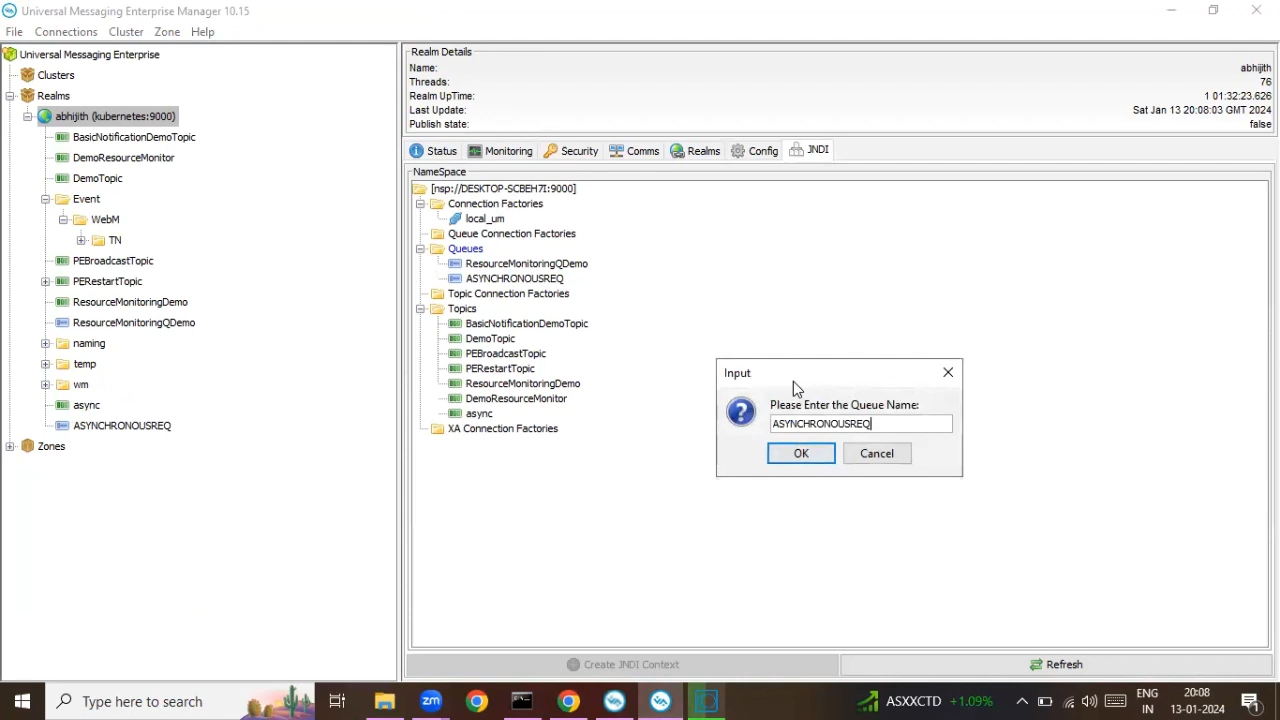 Universal Messaging Enterprise Manager 10.15
File Connections Cluster Zone Help
Universal Messaging Enterprise
Clusters
Realms
abhijith (kubernetes:9000)
BasicNotificationDemoTopic
DemoResourceMonitor
DemoTopic
Event
WebM
TN
PEBroadcastTopic
PERestartTopic
ResourceMonitoringDemo
ResourceMonitoringQDemo
naming
temp
wm
async
ASYNCHRONOUSREQ
Zones
Realm Details
Name: abhijith
Threads: 76
Realm UpTime: 1 01:32:23.626
Last Update: Sat Jan 13 20:08:03 GMT 2024
Publish state: false
Status Monitoring Security Comms Realms Config JNDI
NameSpace
[nsp://DESKTOP-SCBEH7I:9000]
Connection Factories
local_um
Queue Connection Factories
Queues
ResourceMonitoringQDemo
ASYNCHRONOUSREQ
Topic Connection Factories
Topics
BasicNotificationDemoTopic
DemoTopic
PEBroadcastTopic
PERestartTopic
ResourceMonitoringDemo
DemoResourceMonitor
async
XA Connection Factories
Input
Please Enter the Queue Name:
ASYNCHRONOUSREQ
OK Cancel
Create JNDI Context Refresh
Type here to search
zm
ASXXCTD +1.09%
ENG
IN
20:08
13-01-2024
1